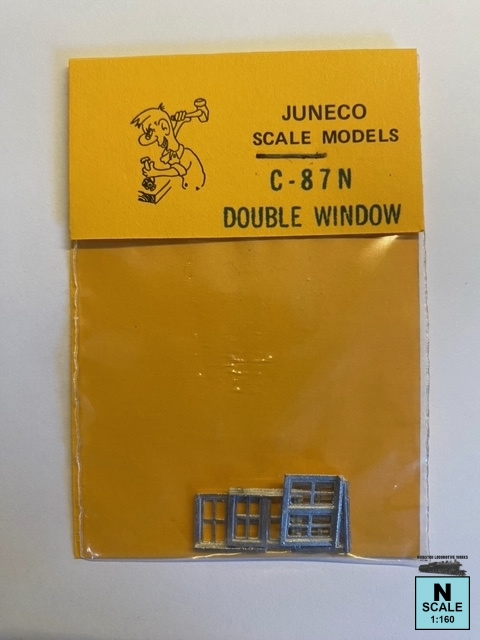 JUNECO
SCALE MODELS
C-87N
DOUBLE WINDOW
N
SCALE
1:160